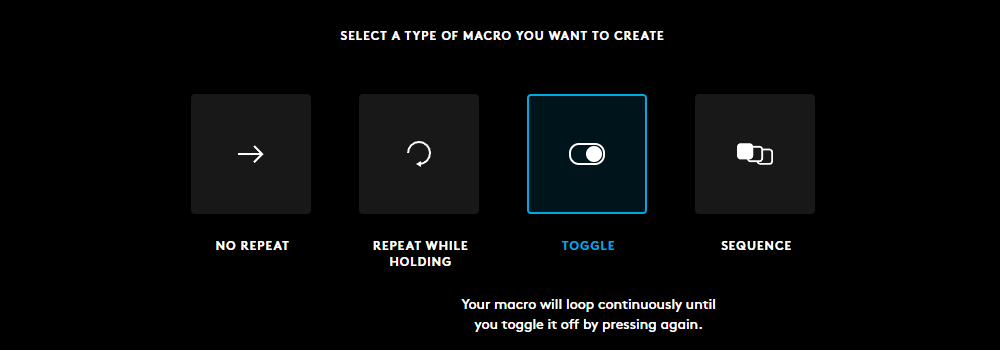 SELECT A TYPE OF MACRO YOU WANT TO CREATE
NO REPEAT
REPEAT WHILE
HOLDING
TOGGLE
SEQUENCE
Your macro will loop continuously until
you toggle it off by pressing again.